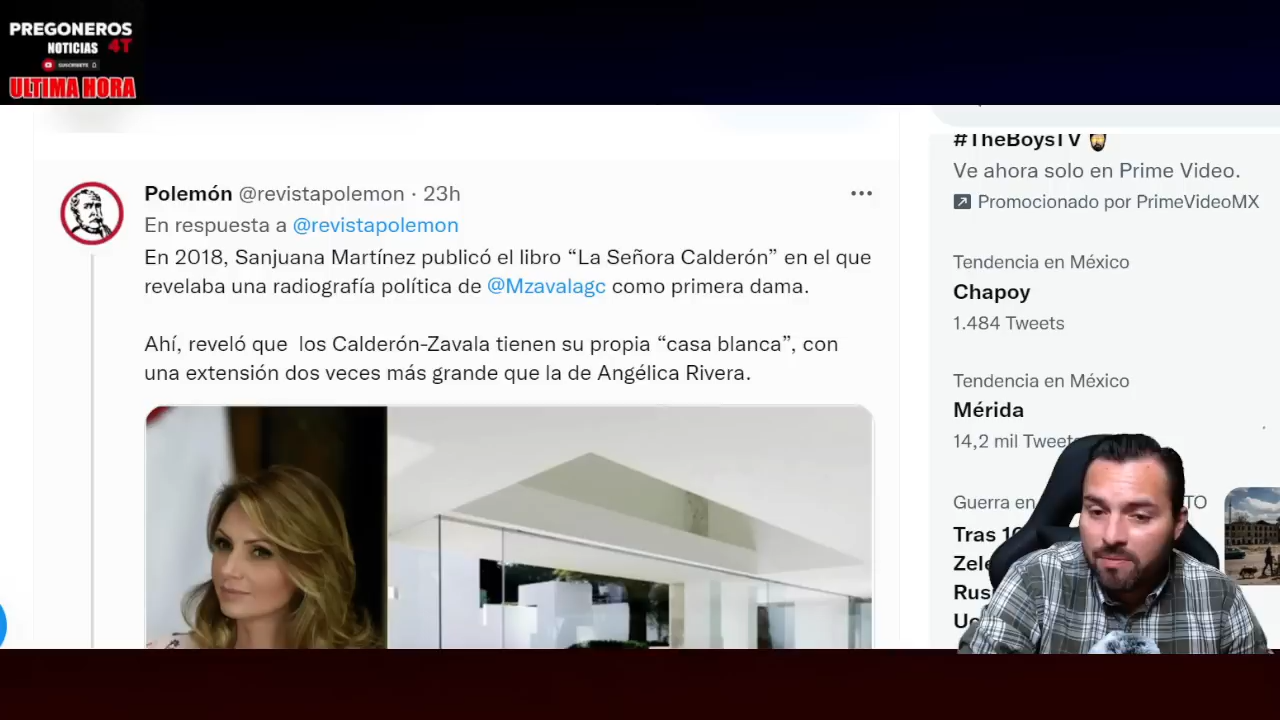 PREGONEROS
NOTICIAS 4T
SUSCRIBETE
ULTIMA HORA
Polemón @revistapolemon · 23h
En respuesta a @revistapolemon
En 2018, Sanjuana Martínez publicó el libro “La Señora Calderón” en el que
revelaba una radiografía política de @Mzavalagc como primera dama.
Ahí, reveló que los Calderón-Zavala tienen su propia “casa blanca”, con
una extensión dos veces más grande que la de Angélica Rivera.
#TheBoysTV
Ve ahora solo en Prime Video.
Promocionado por PrimeVideoMX
Tendencia en México
Chapoy
1.484 Tweets
Tendencia en México
Mérida
14,2 mil Tweets
Guerra en
Tras